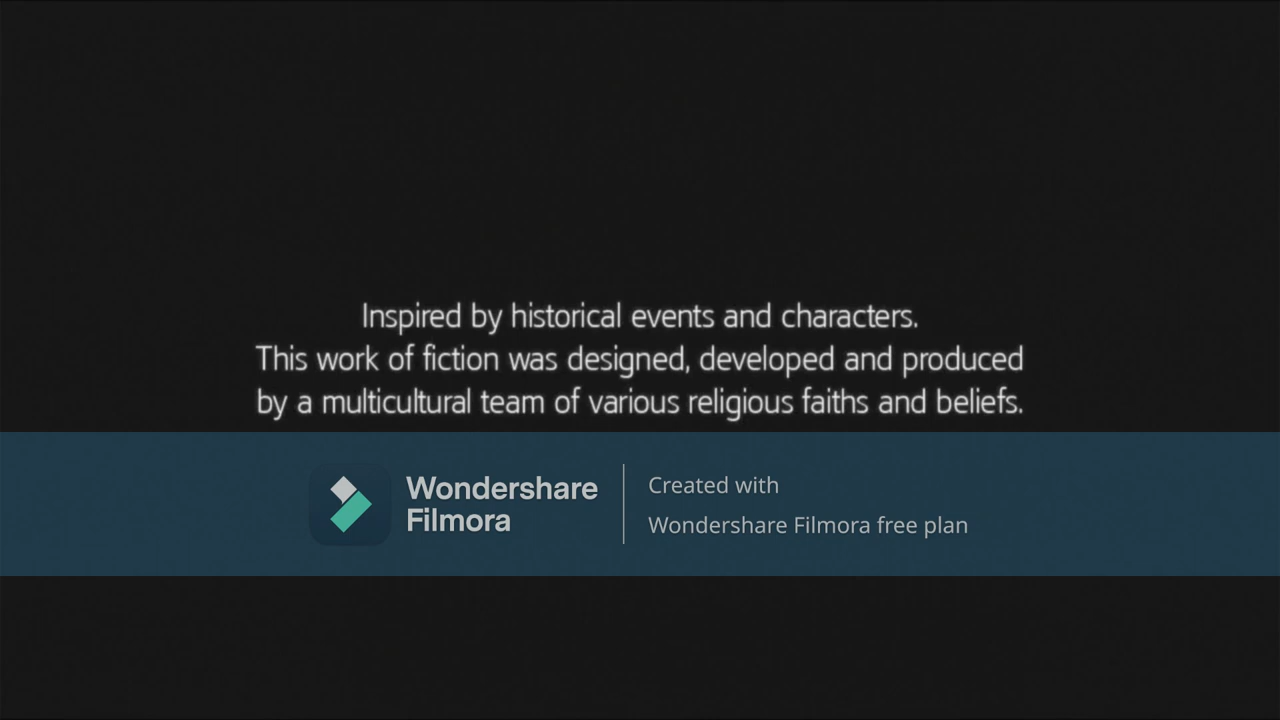 Inspired by historical events and characters.
This work of fiction was designed, developed and produced
by a multicultural team of various religious faiths and beliefs.
Wondershare
Filmora
Created with
Wondershare Filmora free plan